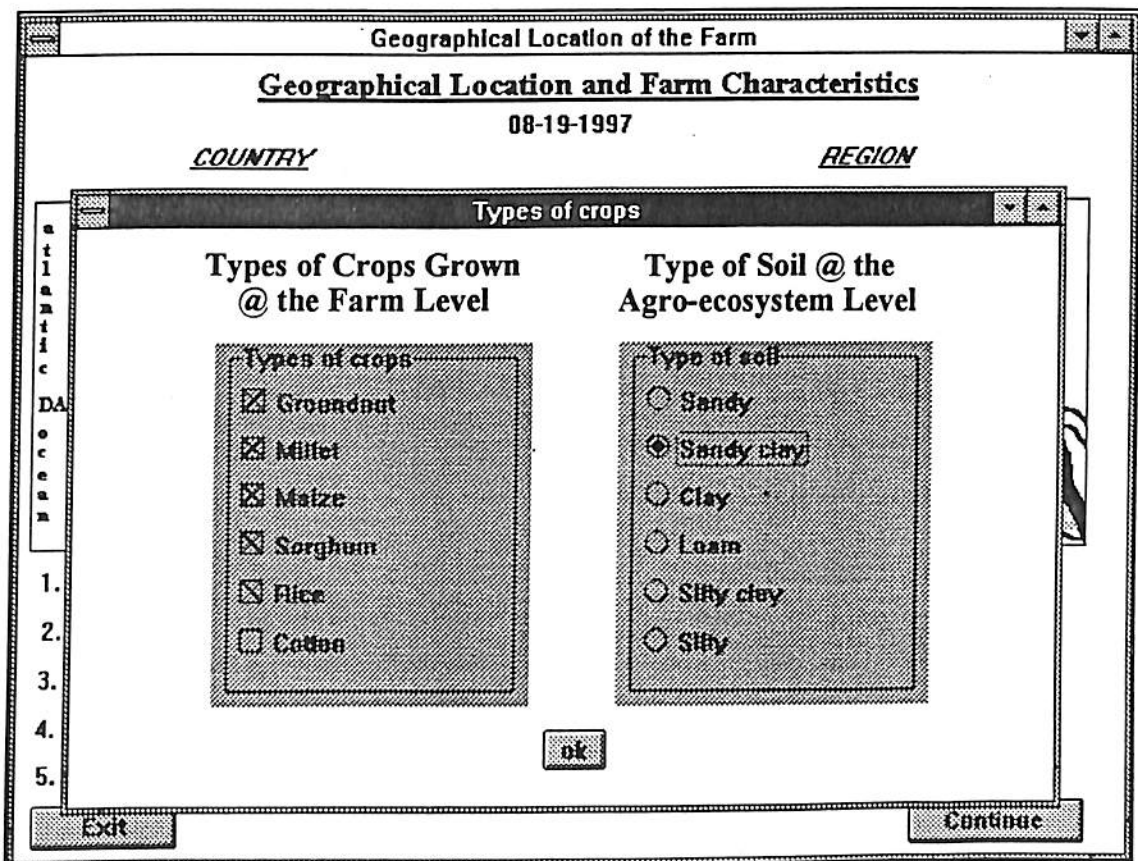 Geographical Location of the Farm
Geographical Location and Farm Characteristics
08-19-1997
COUNTRY
REGION
Types of crops
Types of Crops Grown
@ the Farm Level
Type of Soil @ the
Agro-ecosystem Level
Types of crops
Groundnut
Millet
Maize
Sorghum
Rice
Cotton
Type of soil
Sandy
Sandy clay
Clay
Loam
Silty clay
Silty
ok
atlantic
DA
ocean
1.
2.
3.
4.
5.
Exit
Continue